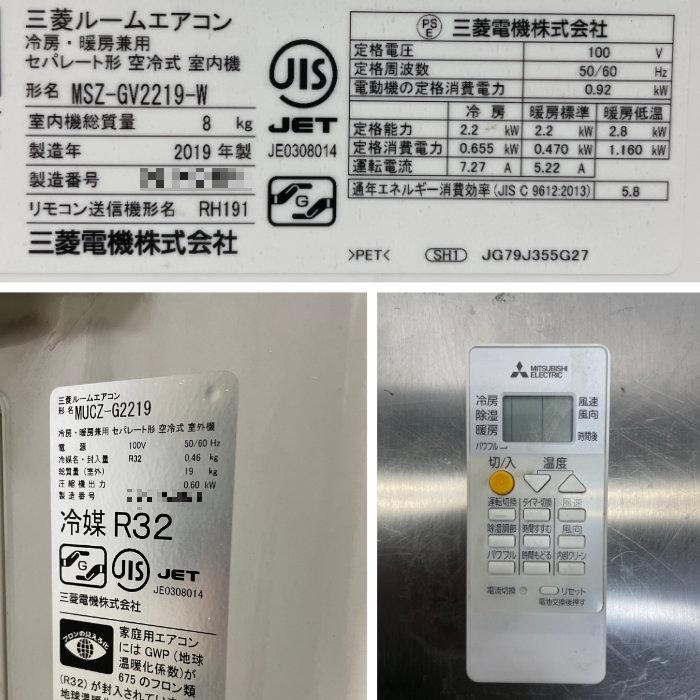 三菱ルームエアコン
冷房・暖房兼用
セパレート形 空冷式 室内機
形名 MSZ-GV2219-W
室内機総質量 8 kg
製造年 2019 年製
製造番号
リモコン送信機形名 RH191
三菱電機株式会社
JIS
JET
JE0308014
G
PS
E
三菱電機株式会社
定格電圧 100 V
定格周波数 50/60 Hz
電動機の定格消費電力 0.92 kW
冷房 暖房標準 暖房低温
定格能力 2.2 kW 2.2 kW 2.8 kW
定格消費電力 0.655 kW 0.470 kW 1.160 kW
運転電流 7.27 A 5.22 A
通年エネルギー消費効率(JIS C 9612:2013) 5.8
>PET< SH1 JG79J355G27
三菱ルームエアコン
形名 MUCZ-G2219
冷房・暖房兼用 セパレート形 空冷式 室外機
電源 100V 50/60 Hz
冷媒名・封入量 R32 0.46 kg
総質量(室外) 19 kg
圧縮機出力 0.60 kW
製造番号
冷媒 R32
G JIS JET
JE0308014
三菱電機株式会社
フロンの見える化
家庭用エアコン
には GWP (地球
温暖化係数)が
675 のフロン類
(R32) が封入されてい
MITSUBISHI
ELECTRIC
冷房
除湿
暖房
パワフル
風速
風向
時間後
切/入 温度
運転切換 タイマー切換 風速
除湿調節 時間すすむ 風向
パワフル 時間もどる 内部クリーン
電流切換 リセット
電池交換後押す